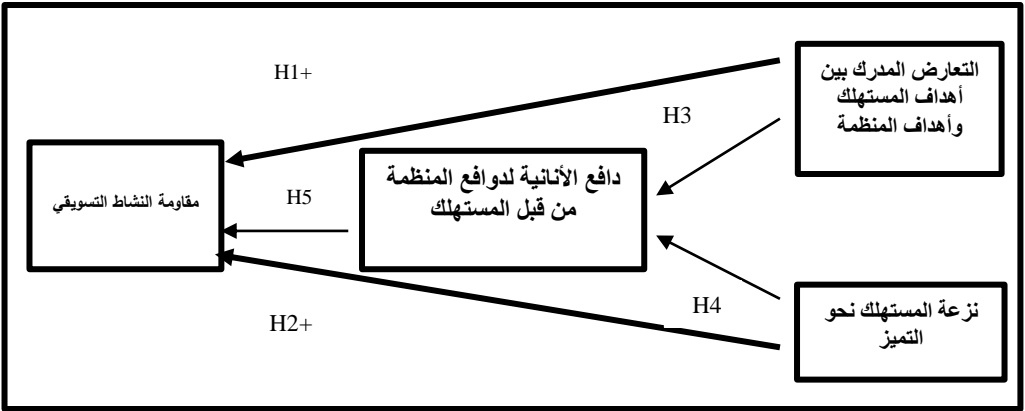 التعارض المدرك بين
أهداف المستهلك
وأهداف المنظمة
H1+
H3
دافع الأنانية لدوافع المنظمة
من قبل المستهلك
H5
مقاومة النشاط التسويقي
H4
H2+
نزعة المستهلك نحو
التميز